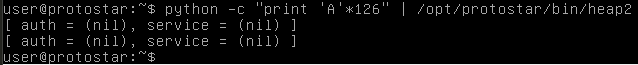 user@protostar:~$ python -c "print 'A'*126" | /opt/protostar/bin/heap2
[ auth = (nil), service = (nil) ]
[ auth = (nil), service = (nil) ]
user@protostar:~$